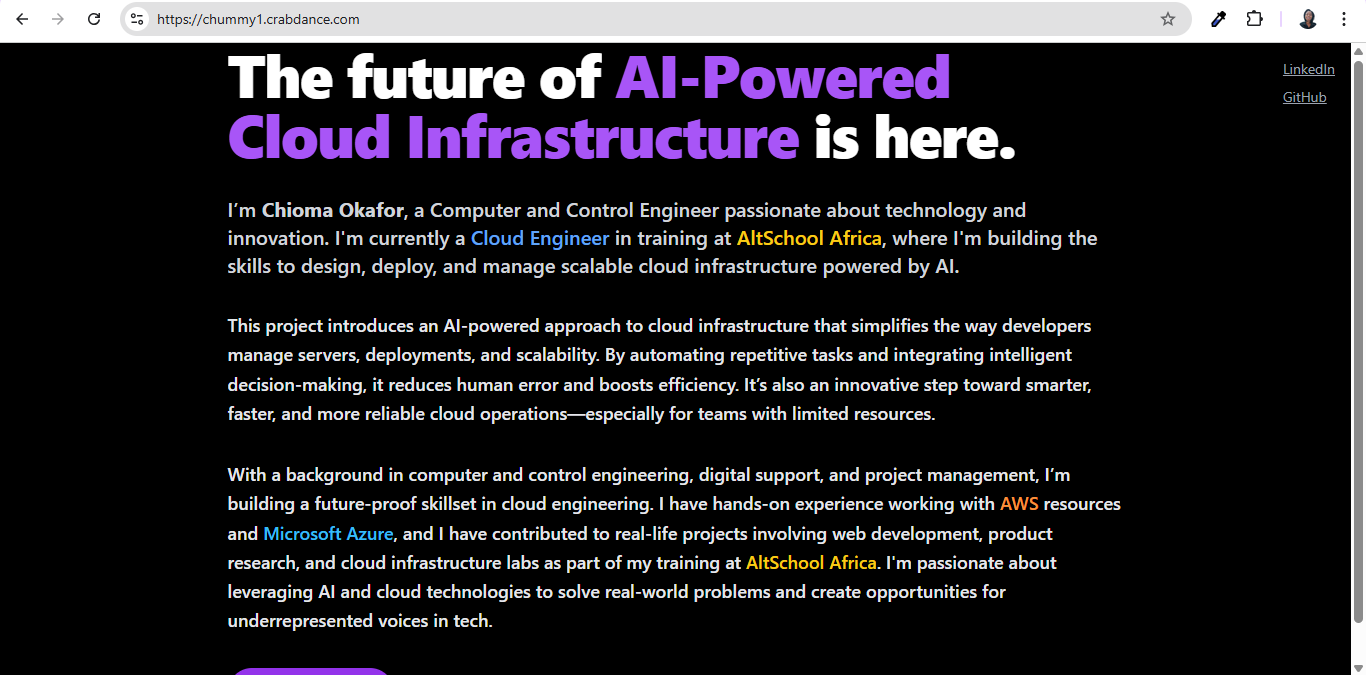 https://chummy1.crabdance.com
The future of AI-Powered
Cloud Infrastructure is here.
LinkedIn
GitHub
I’m Chioma Okafor, a Computer and Control Engineer passionate about technology and
innovation. I'm currently a Cloud Engineer in training at AltSchool Africa, where I'm building the
skills to design, deploy, and manage scalable cloud infrastructure powered by AI.
This project introduces an AI-powered approach to cloud infrastructure that simplifies the way developers
manage servers, deployments, and scalability. By automating repetitive tasks and integrating intelligent
decision-making, it reduces human error and boosts efficiency. It’s also an innovative step toward smarter,
faster, and more reliable cloud operations—especially for teams with limited resources.
With a background in computer and control engineering, digital support, and project management, I’m
building a future-proof skillset in cloud engineering. I have hands-on experience working with AWS resources
and Microsoft Azure, and I have contributed to real-life projects involving web development, product
research, and cloud infrastructure labs as part of my training at AltSchool Africa. I'm passionate about
leveraging AI and cloud technologies to solve real-world problems and create opportunities for
underrepresented voices in tech.